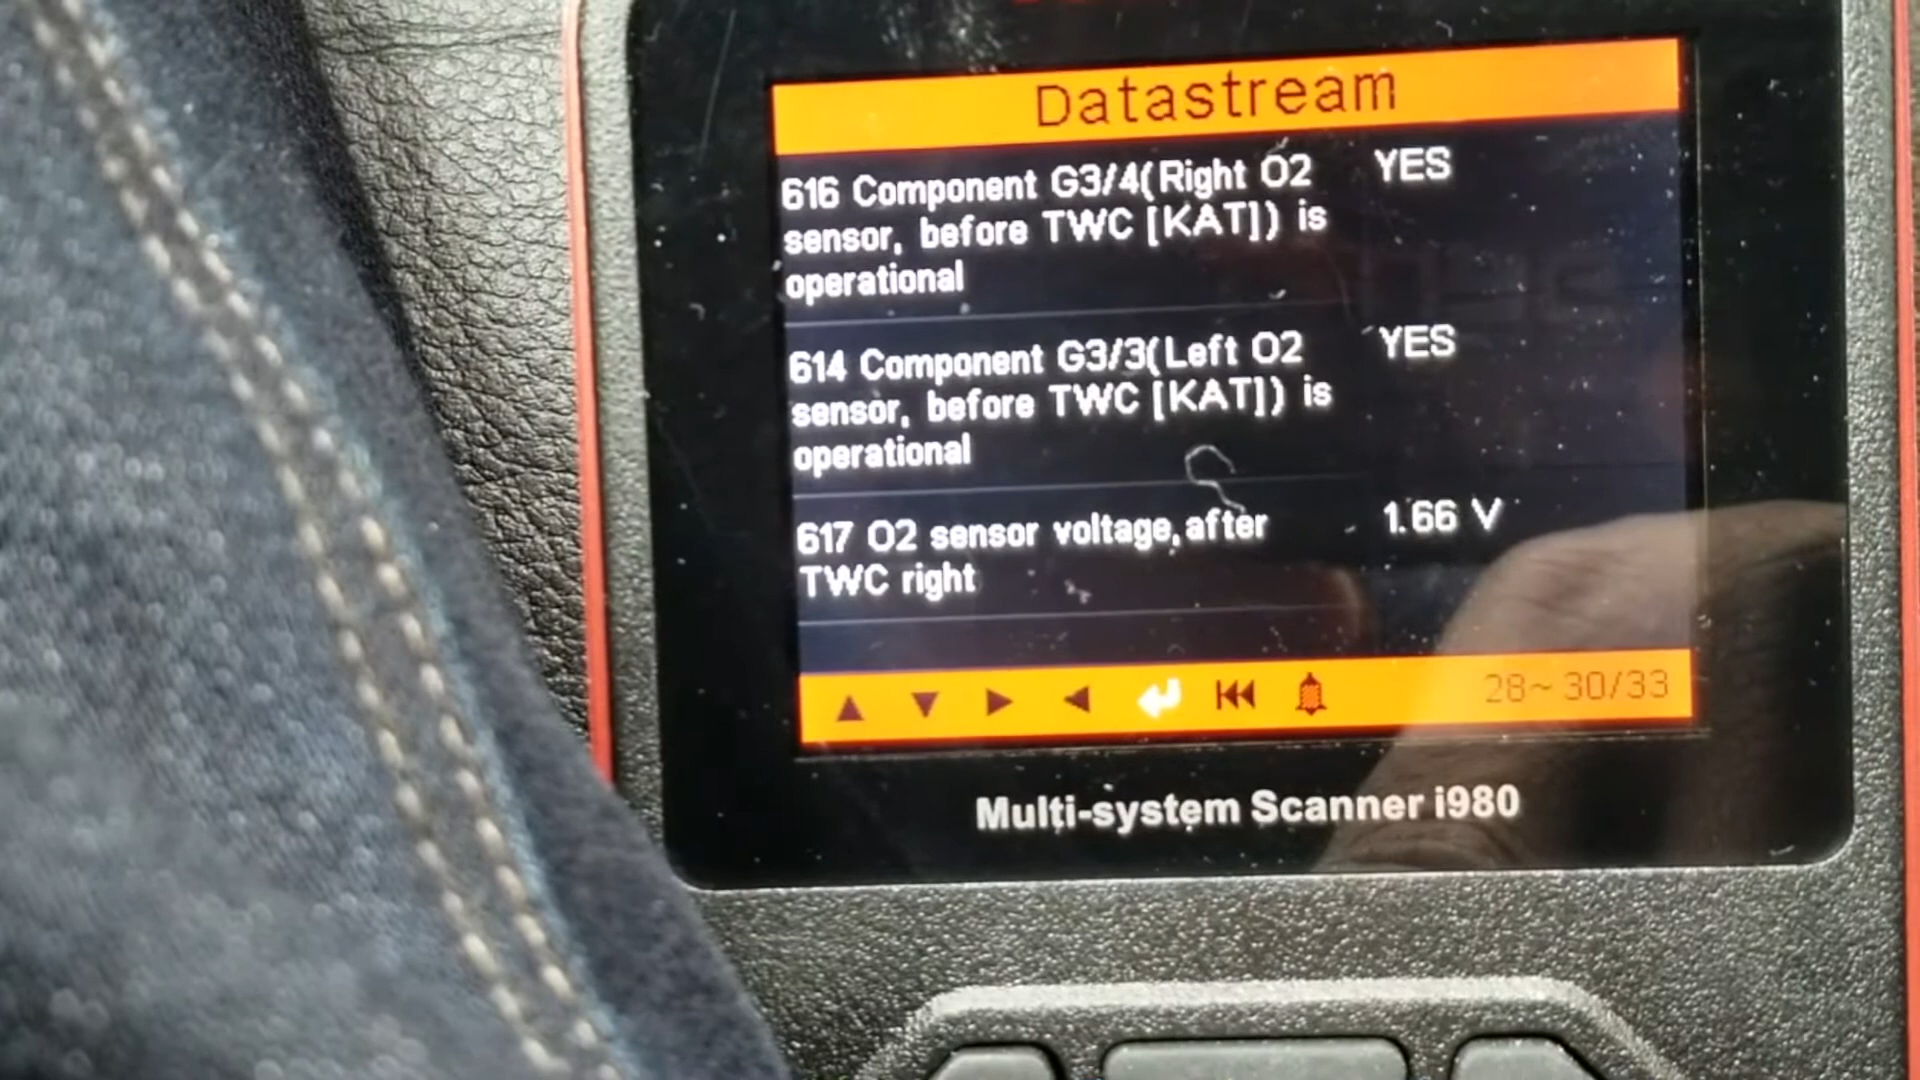 Datastream
616 Component G3/4(Right O2 YES
sensor, before TWC [KAT]) is
operational
614 Component G3/3(Left O2 YES
sensor, before TWC [KAT]) is
operational
617 O2 sensor voltage,after 1.66 V
TWC right
28~30/33
Multi-system Scanner i980